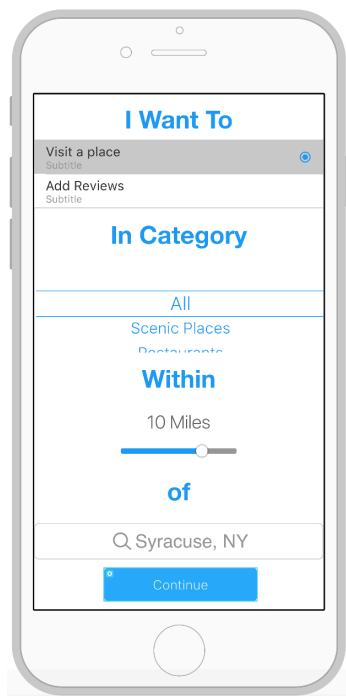 I Want To
Visit a place
Subtitle
Add Reviews
Subtitle
In Category
All
Scenic Places
Restaurants
Within
10 Miles
of
Syracuse, NY
Continue